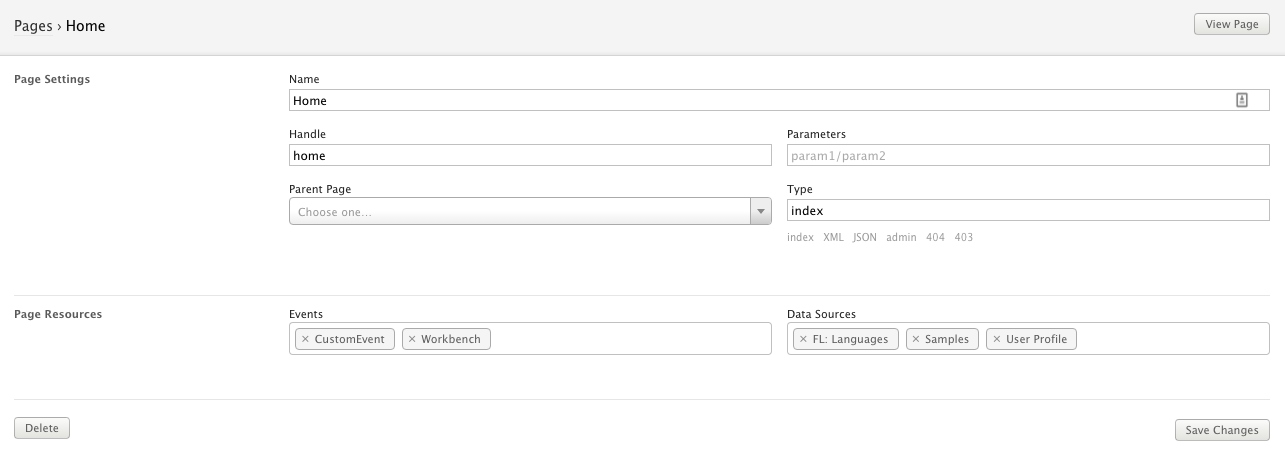 Pages › Home
View Page
Page Settings
Name
Home
Handle
Parameters
home
param1/param2
Parent Page
Type
Choose one...
index
index XML JSON admin 404 403
Page Resources
Events
Data Sources
× CustomEvent × Workbench
× FL: Languages × Samples × User Profile
Delete
Save Changes